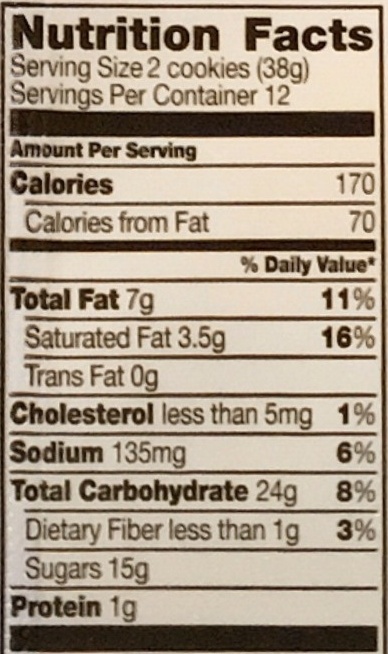 Nutrition Facts
Serving Size 2 cookies (38g)
Servings Per Container 12
Amount Per Serving
Calories 170
Calories from Fat 70
% Daily Value*
Total Fat 7g 11%
Saturated Fat 3.5g 16%
Trans Fat 0g
Cholesterol less than 5mg 1%
Sodium 135mg 6%
Total Carbohydrate 24g 8%
Dietary Fiber less than 1g 3%
Sugars 15g
Protein 1g